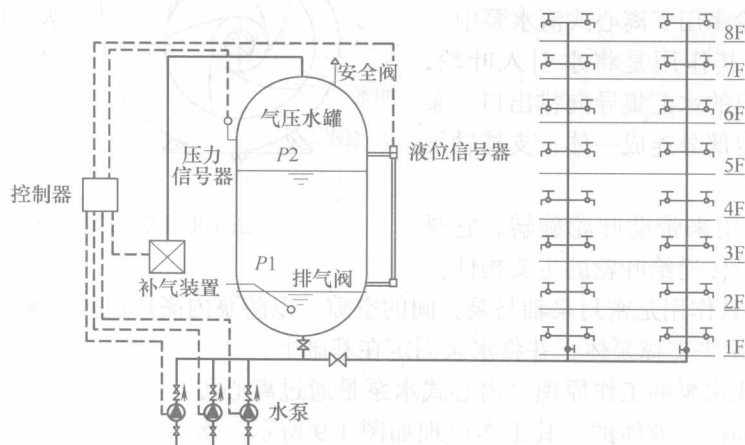 安全阀
气压水罐
P2
压力
信号器
液位信号器
控制器
P1
排气阀
补气装置
水泵
8F
7F
6F
5F
4F
3F
2F
1F